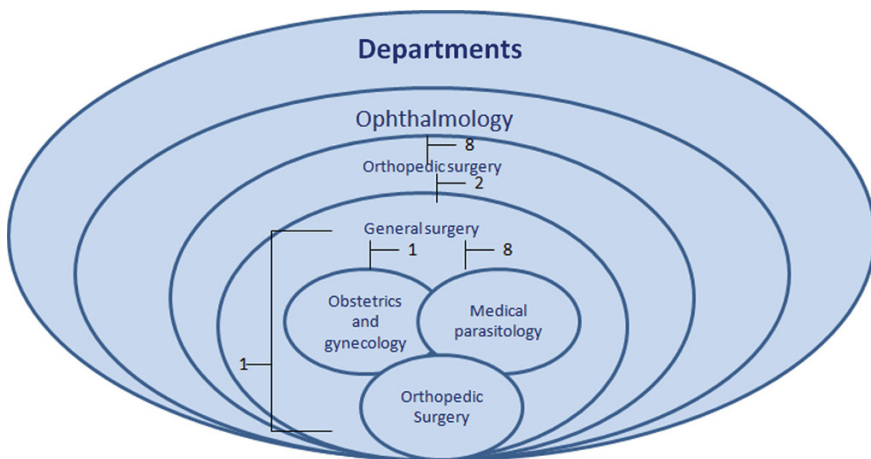 Departments
Ophthalmology
8
Orthopedic surgery
2
General surgery
1
8
Obstetrics
and
gynecology
Medical
parasitology
1
Orthopedic
Surgery